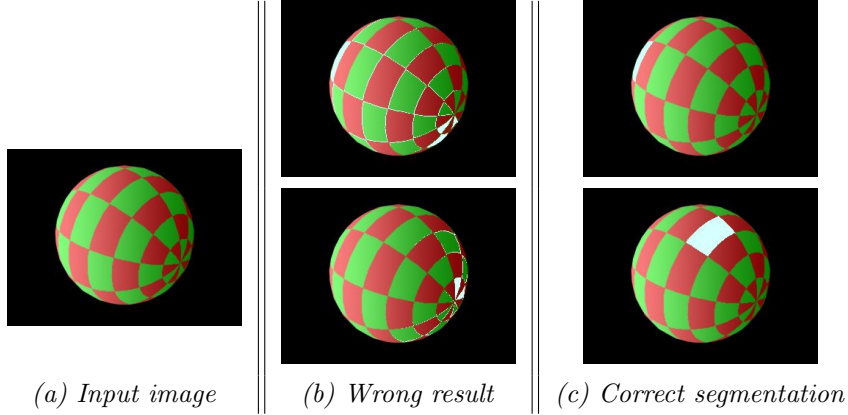 (a) Input image
(b) Wrong result
(c) Correct segmentation